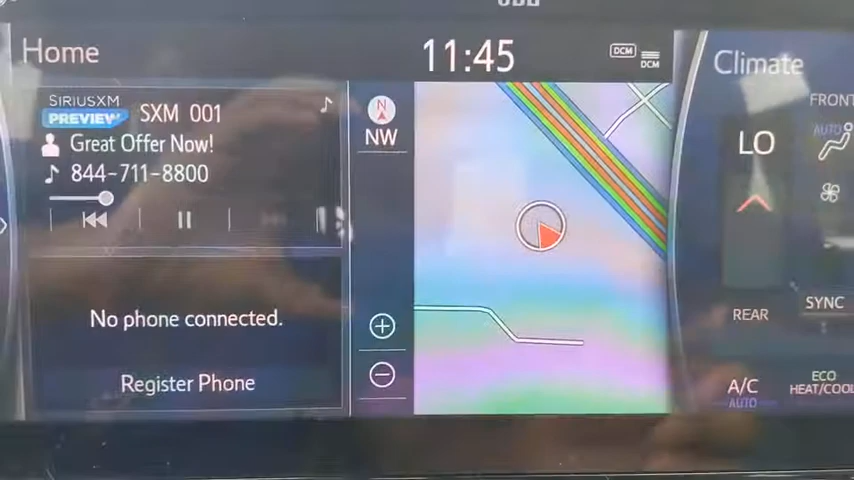 Home
11:45
DCM
DCM
Climate
SIRIUSXM
PREVIEW
SXM 001
Great Offer Now!
844-711-8800
No phone connected.
Register Phone
N
NW
FRONT
AUTO
LO
REAR
SYNC
A/C
AUTO
ECO
HEAT/COOL